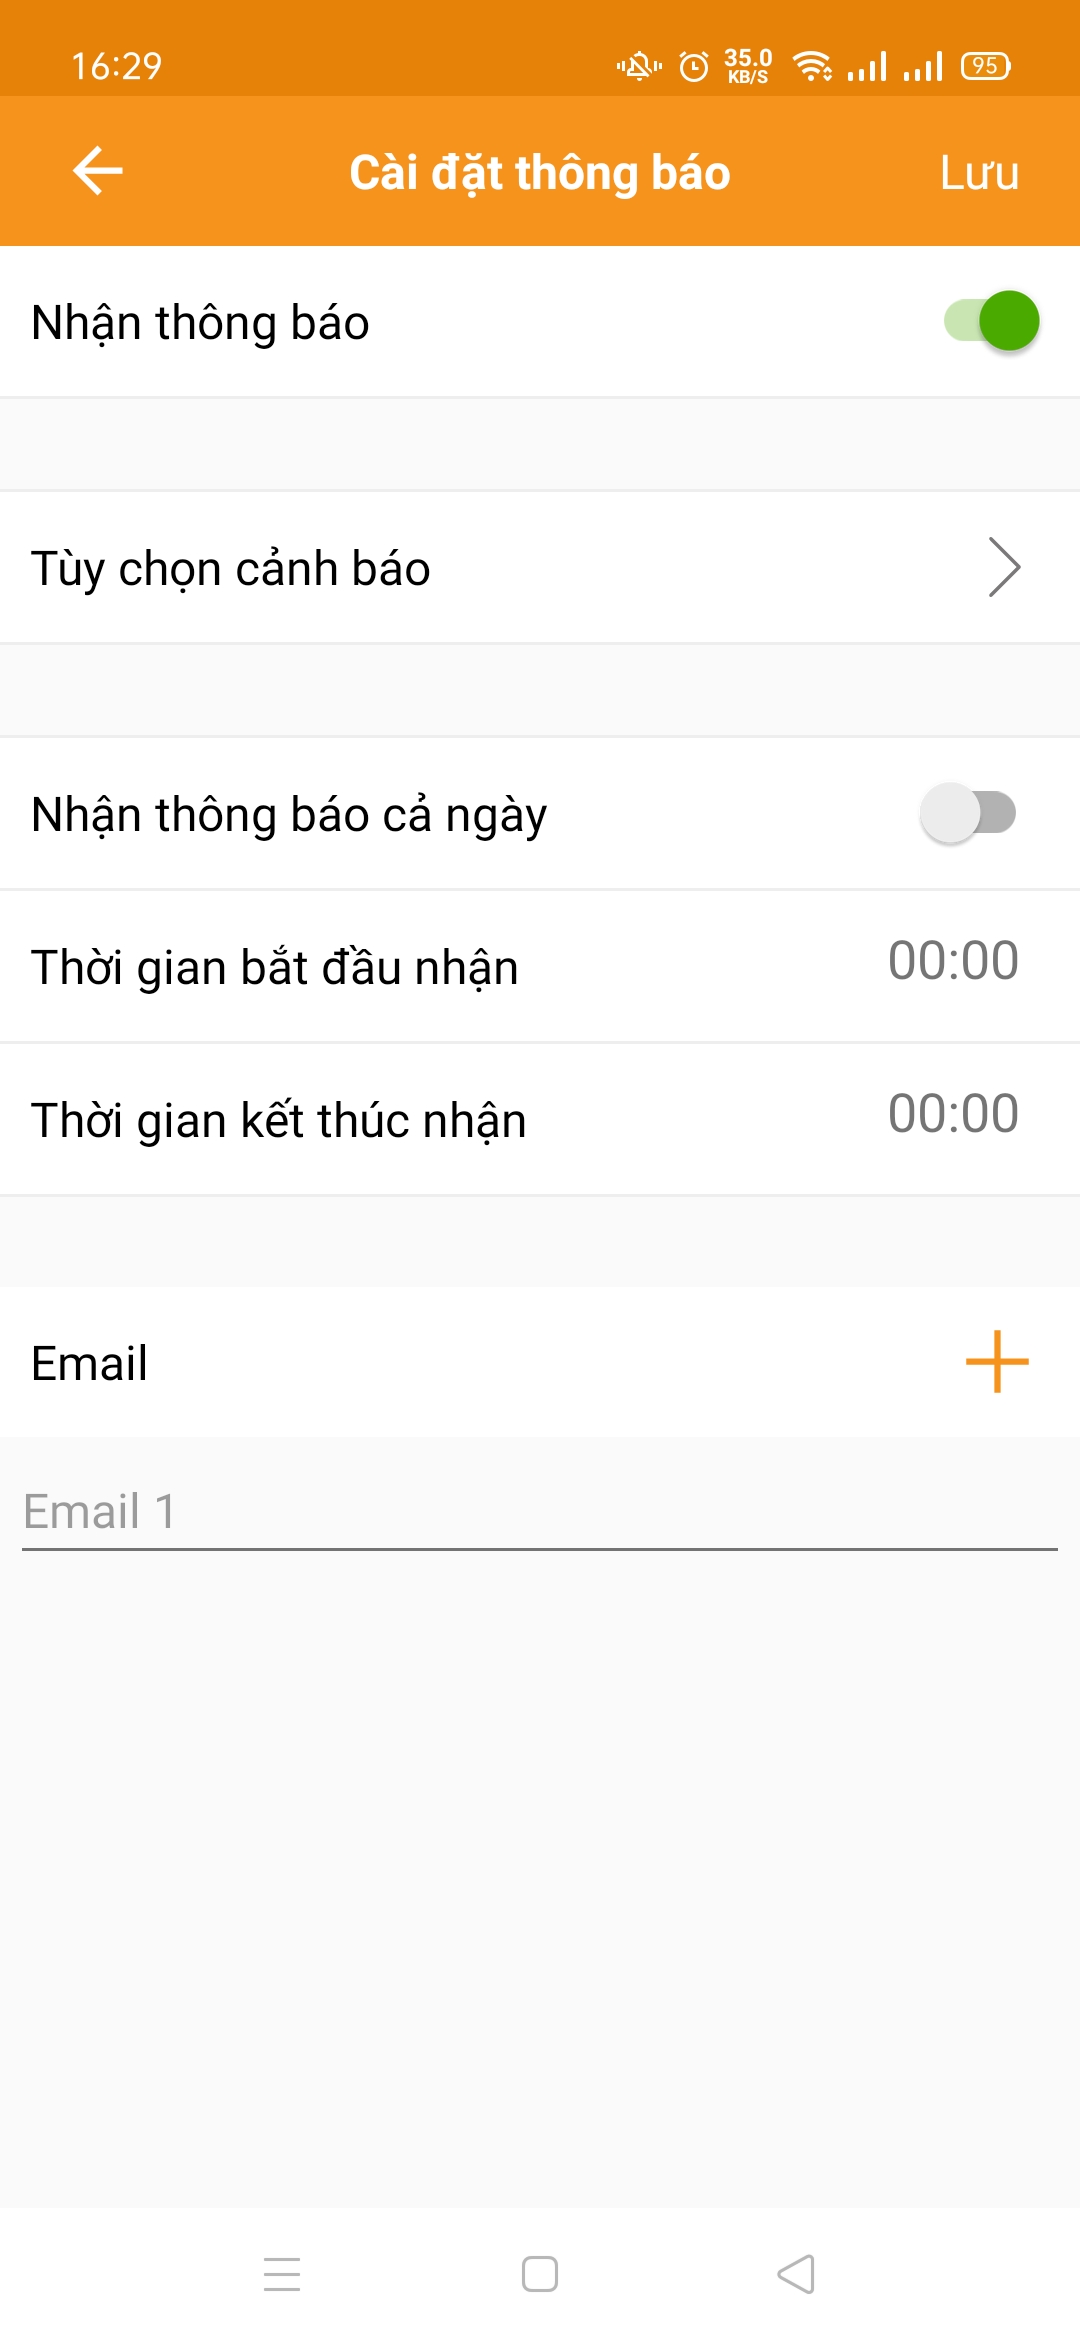 16:29
35.0
KB/S
95
Cài đặt thông báo
Lưu
Nhận thông báo
Tùy chọn cảnh báo
Nhận thông báo cả ngày
Thời gian bắt đầu nhận
00:00
Thời gian kết thúc nhận
00:00
Email
Email 1